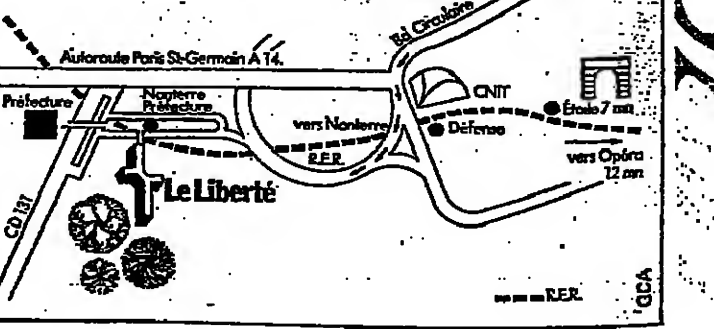 Bd. Circulaire
Autoroute Paris St-Germain A 14.
CNIT
Préfecture
Nanterre
Préfecture
Étoile 7 mn
vers Nanterre
Défense
R.E.R.
vers Opéra
12 mn
Le Liberté
CD 131
R.E.R.
GCA